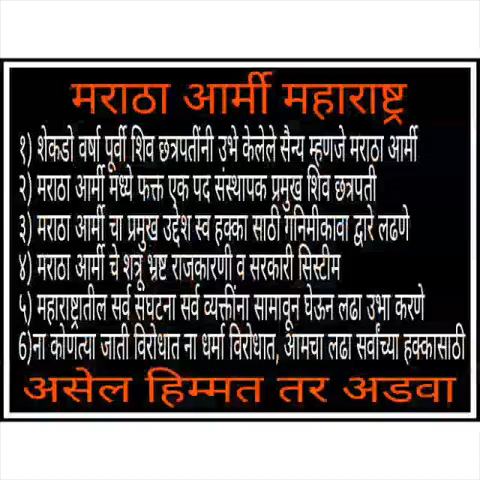 मराठा आर्मी महाराष्ट्र
१) शेकडो वर्षा पूर्वी शिव छत्रपतींनी उभे केलेले सैन्य म्हणजे मराठा आर्मी
२) मराठा आर्मी मध्ये फक्त एक पद संस्थापक प्रमुख शिव छत्रपती
३) मराठा आर्मी चा प्रमुख उद्देश स्व हक्का साठी गनिमीकावा द्वारे लढणे
४) मराठा आर्मी चे शत्रू भ्रष्ट राजकारणी व सरकारी सिस्टीम
५) महाराष्ट्रातील सर्व संघटना सर्व व्यक्तींना सामावून घेऊन लढा उभा करणे
6)ना कोणत्या जाती विरोधात ना धर्मा विरोधात, आमचा लढा सर्वांच्या हक्कासाठी
असेल हिम्मत तर अडवा